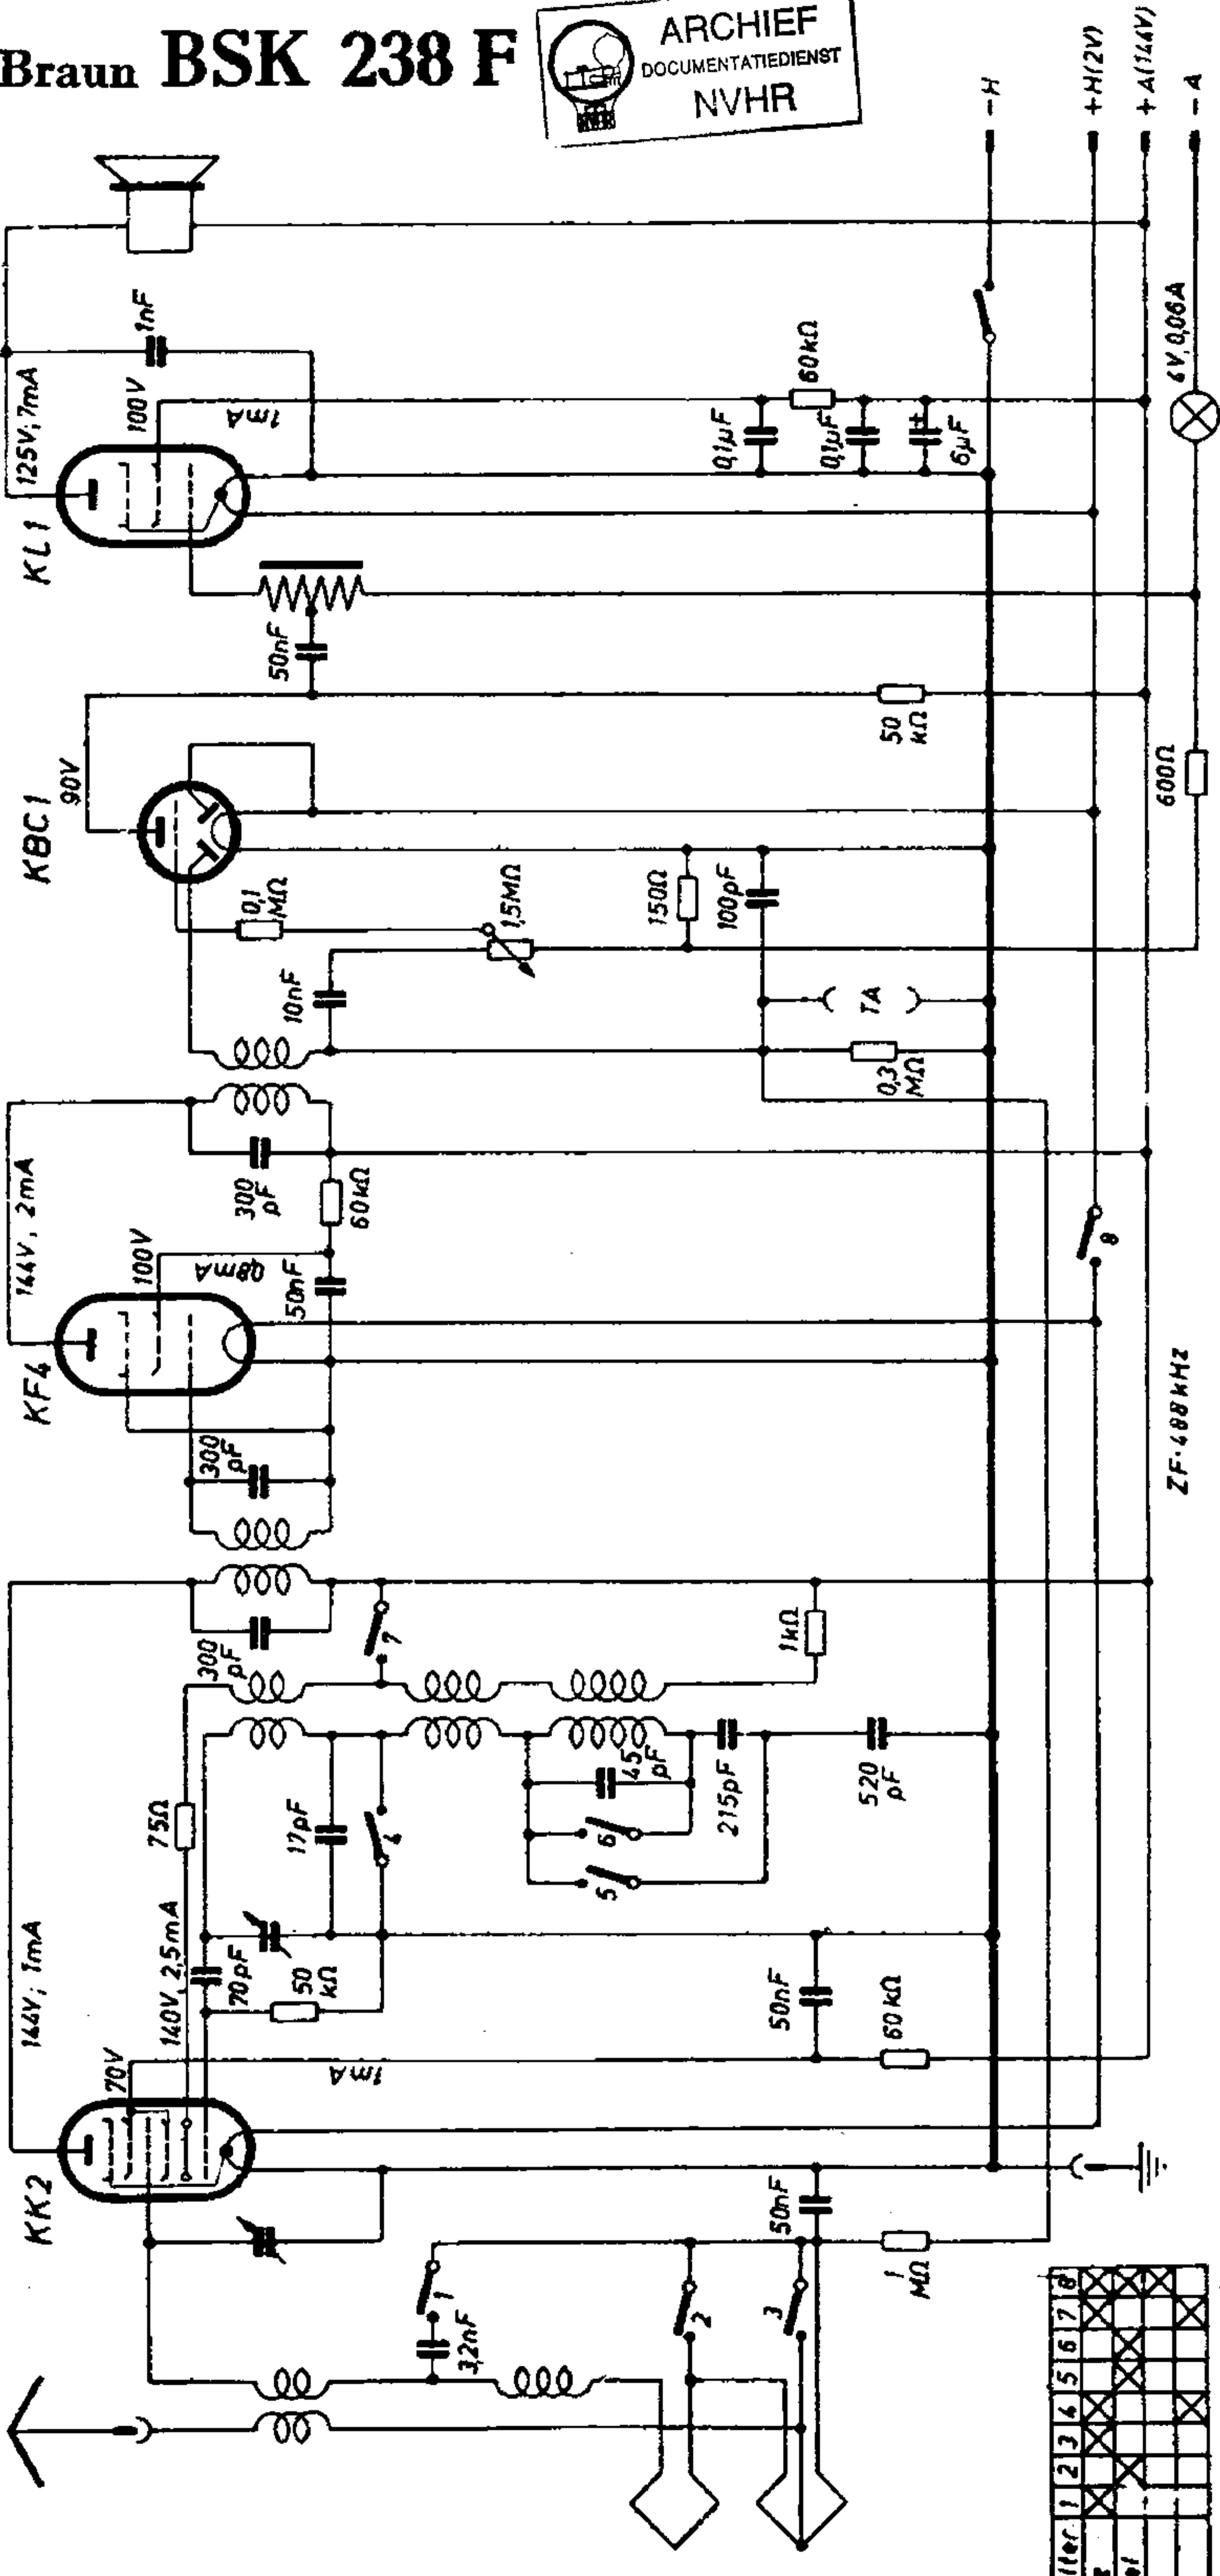 Braun BSK 238 F
ARCHIEF
DOCUMENTATIEDIENST
NVHR
-H
+H(2V)
+A(144V)
-A
1nF
125V; 7mA
100V
1mA
KL1
0,1µF
60kΩ
0,1µF
6µF
4V, 0,06A
50nF
50
kΩ
90V
KBC1
600Ω
0,1
MΩ
1,5MΩ
150Ω
100pF
10nF
TA
0,3
MΩ
144V, 2mA
300
pF
60kΩ
100V
0,8mA
50nF
KF4
8
300
pF
ZF·488kHz
300
pF
7
1kΩ
75Ω
17pF
4
45
pF
6
5
215pF
520
pF
144V; 1mA
140V, 2,5mA
70pF
50
kΩ
70V
1mA
50nF
60kΩ
KK2
50nF
1
MΩ
1
3,2nF
2
3
1 2 3 4 5 6 7 8